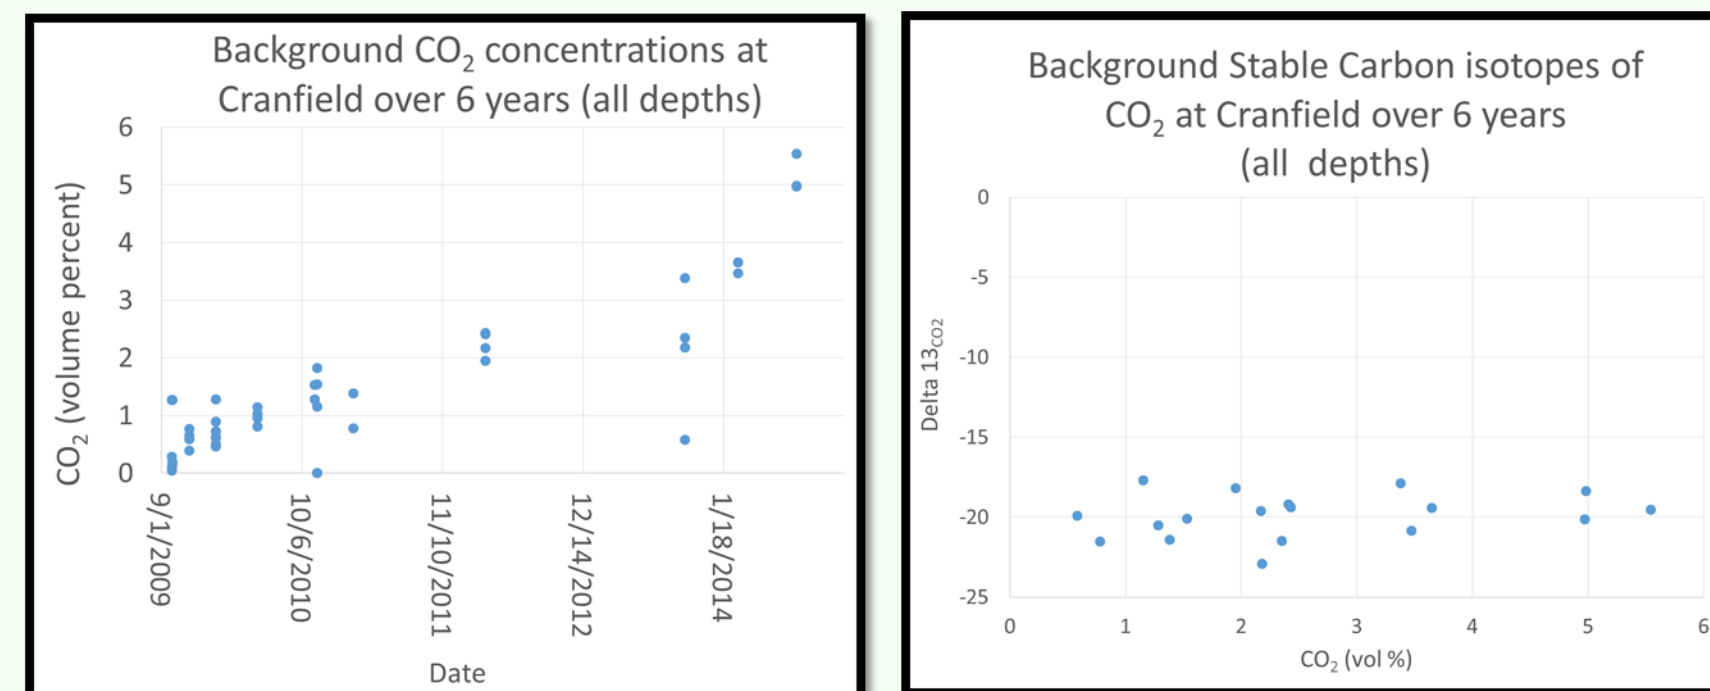 Background CO₂ concentrations at
Cranfield over 6 years (all depths)
CO₂ (volume percent)
6
5
4
3
2
1
0
9/1/2009
10/6/2010
11/10/2011
12/14/2012
1/18/2014
Date
Background Stable Carbon isotopes of
CO₂ at Cranfield over 6 years
(all depths)
Delta 13CO2
0
-5
-10
-15
-20
-25
0 1 2 3 4 5 6
CO₂ (vol %)